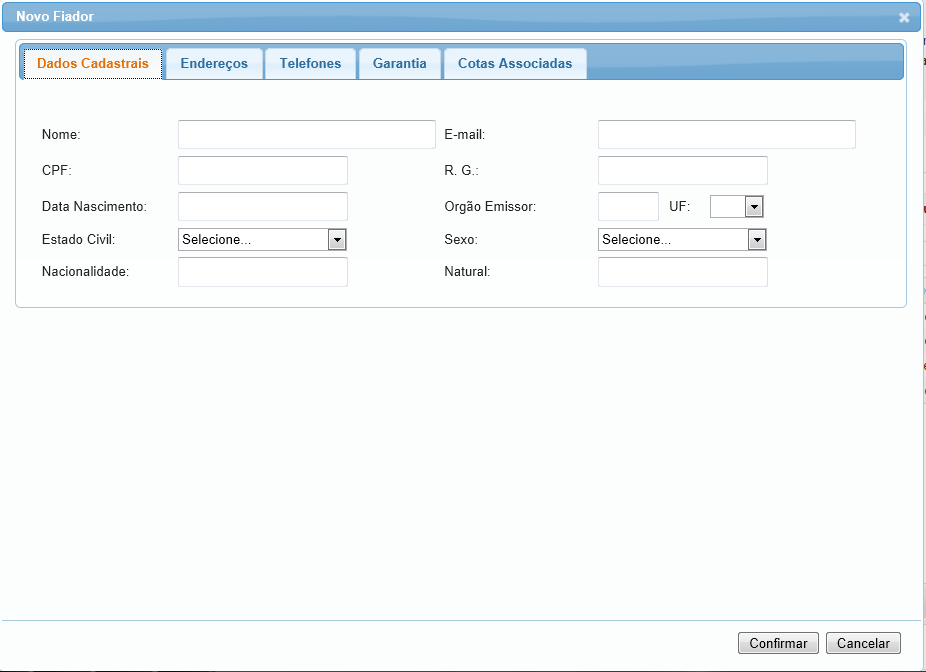 Novo Fiador
Dados Cadastrais Endereços Telefones Garantia Cotas Associadas
Nome: E-mail:
CPF: R. G.:
Data Nascimento: Orgão Emissor: UF:
Estado Civil: Selecione... Sexo: Selecione...
Nacionalidade: Natural:
Confirmar Cancelar